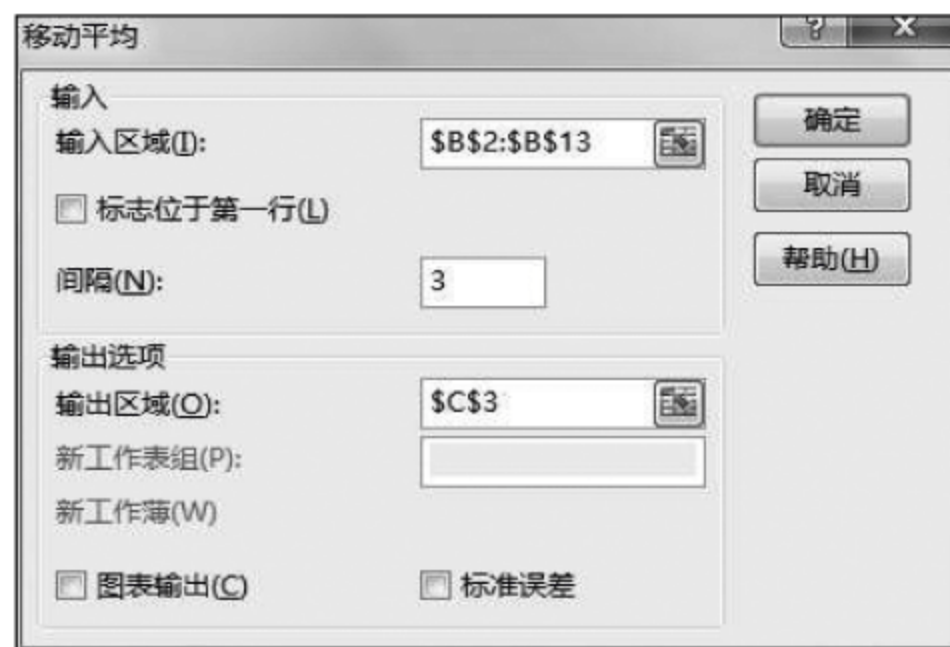 移动平均
?
x
输入
输入区域(I):
$B$2:$B$13
标志位于第一行(L)
间隔(N):
3
确定
取消
帮助(H)
输出选项
输出区域(O):
$C$3
新工作表组(P):
新工作薄(W)
图表输出(C)
标准误差